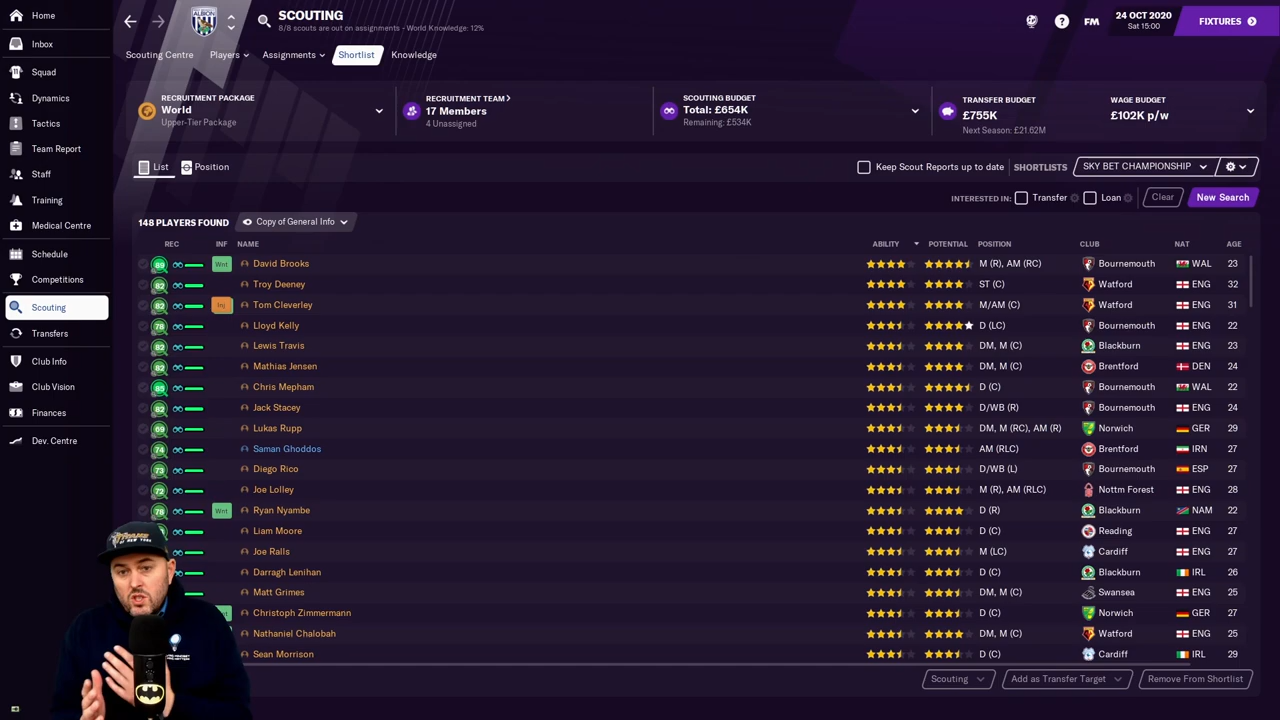 Home
SCOUTING
8/8 scouts are out on assignments - World Knowledge: 12%
FM
24 OCT 2020
Sat 15:00
FIXTURES
Inbox
Squad
Dynamics
Tactics
Team Report
Staff
Training
Medical Centre
Schedule
Competitions
Scouting
Transfers
Club Info
Club Vision
Finances
Dev. Centre
Scouting Centre Players Assignments Shortlist Knowledge
RECRUITMENT PACKAGE
World
Upper-Tier Package
RECRUITMENT TEAM
17 Members
4 Unassigned
SCOUTING BUDGET
Total: £654K
Remaining: £534K
TRANSFER BUDGET
£755K
Next Season: £21.62M
WAGE BUDGET
£102K p/w
List Position
Keep Scout Reports up to date SHORTLISTS SKY BET CHAMPIONSHIP
INTERESTED IN: Transfer Loan Clear New Search
148 PLAYERS FOUND Copy of General Info
REC INF NAME ABILITY POTENTIAL POSITION CLUB NAT AGE
89 Wnt David Brooks M (R), AM (RC) Bournemouth WAL 23
82 Troy Deeney ST (C) Watford ENG 32
82 Inj Tom Cleverley M/AM (C) Watford ENG 31
78 Lloyd Kelly D (LC) Bournemouth ENG 22
82 Lewis Travis DM, M (C) Blackburn ENG 23
82 Mathias Jensen DM, M (C) Brentford DEN 24
85 Chris Mepham D (C) Bournemouth WAL 22
82 Jack Stacey D/WB (R) Bournemouth ENG 24
69 Lukas Rupp DM, M (RC), AM (R) Norwich GER 29
74 Saman Ghoddos AM (RLC) Brentford IRN 27
73 Diego Rico D/WB (L) Bournemouth ESP 27
72 Joe Lolley M (R), AM (RLC) Nottm Forest ENG 28
78 Wnt Ryan Nyambe D (R) Blackburn NAM 22
Liam Moore D (C) Reading ENG 27
Joe Ralls M (LC) Cardiff ENG 27
Darragh Lenihan D (C) Blackburn IRL 26
Matt Grimes DM, M (C) Swansea ENG 25
Christoph Zimmermann D (C) Norwich GER 27
Nathaniel Chalobah DM, M (C) Watford ENG 25
Sean Morrison D (C) Cardiff IRL 29
Scouting Add as Transfer Target Remove From Shortlist